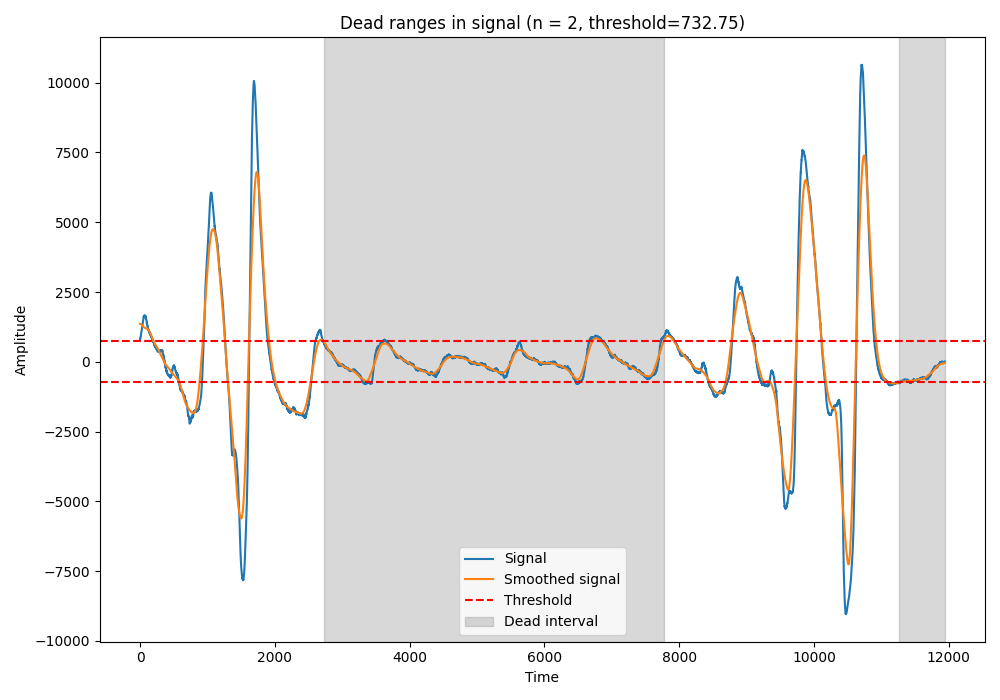 Dead ranges in signal (n = 2, threshold=732.75)
Amplitude
10000
7500
5000
2500
0
−2500
−5000
−7500
−10000
Signal
Smoothed signal
Threshold
Dead interval
0 2000 4000 6000 8000 10000 12000
Time